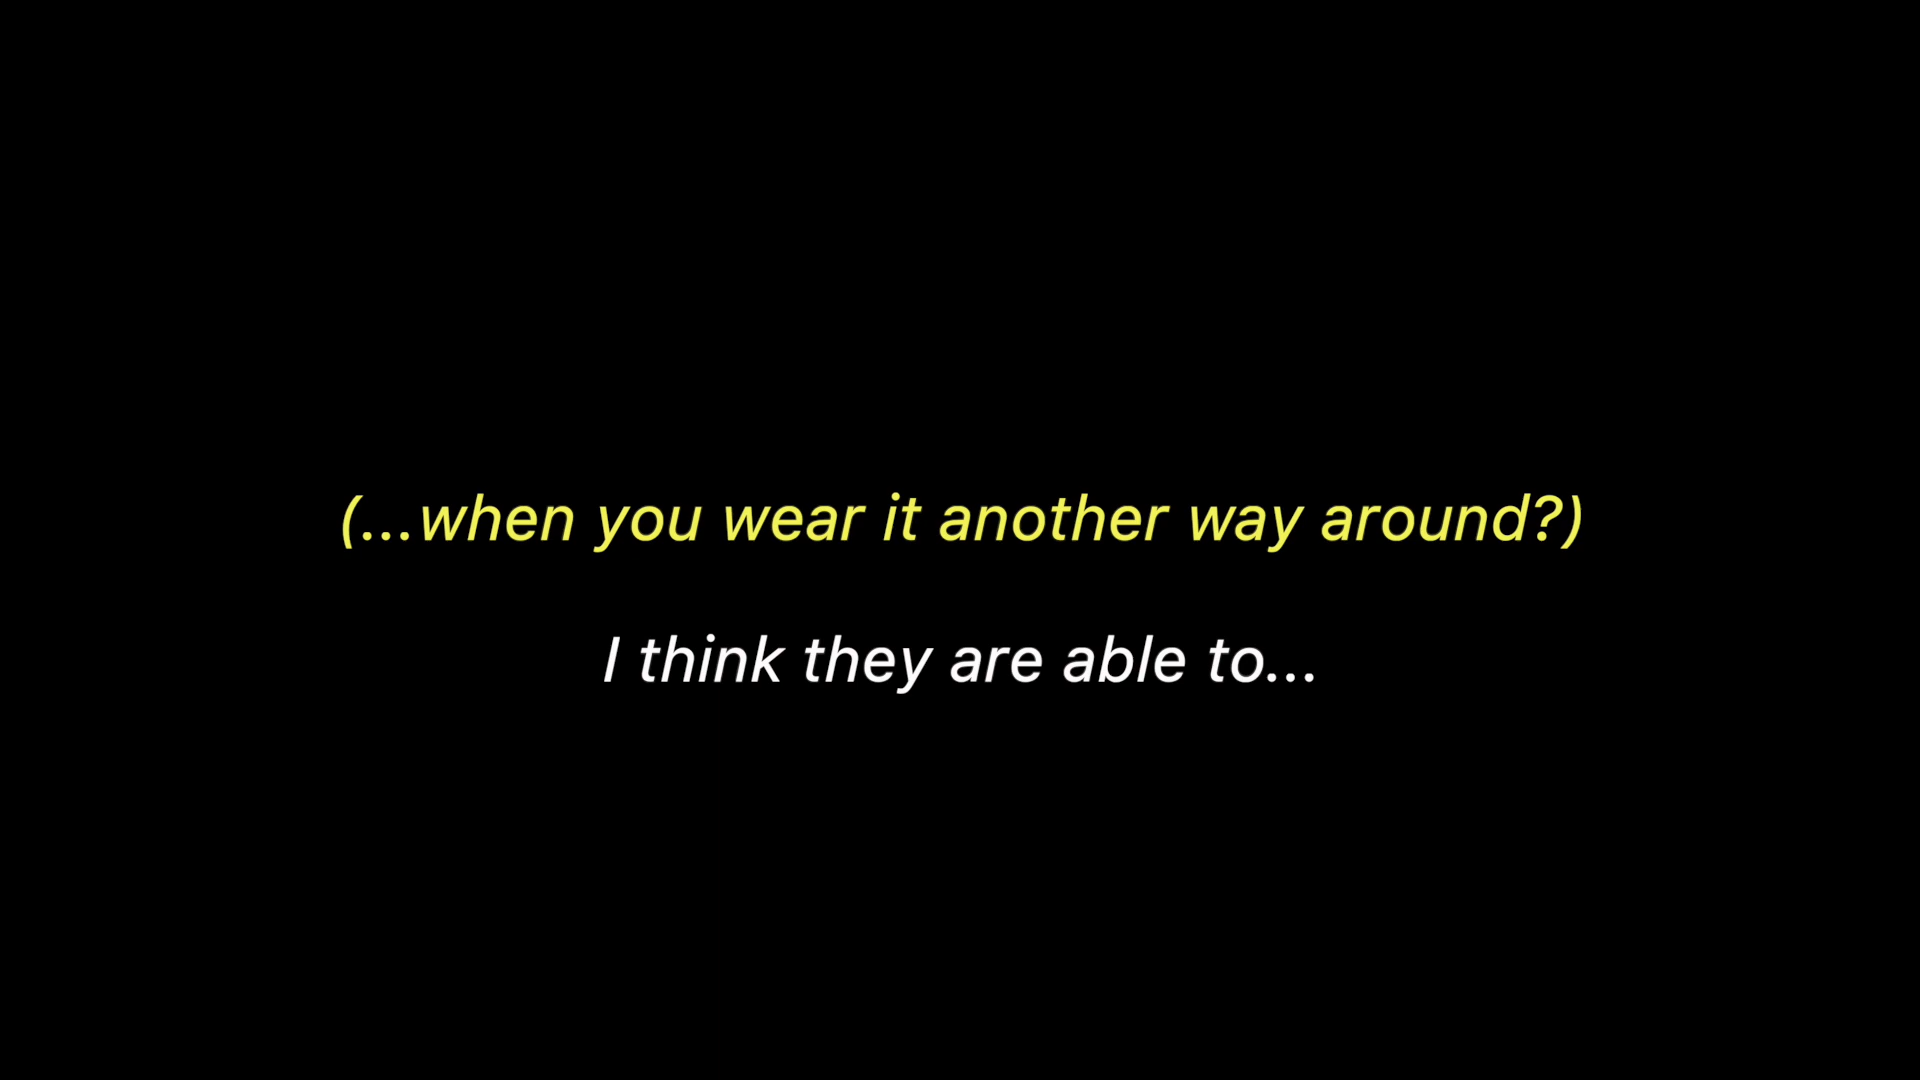 (...when you wear it another way around?)
I think they are able to...